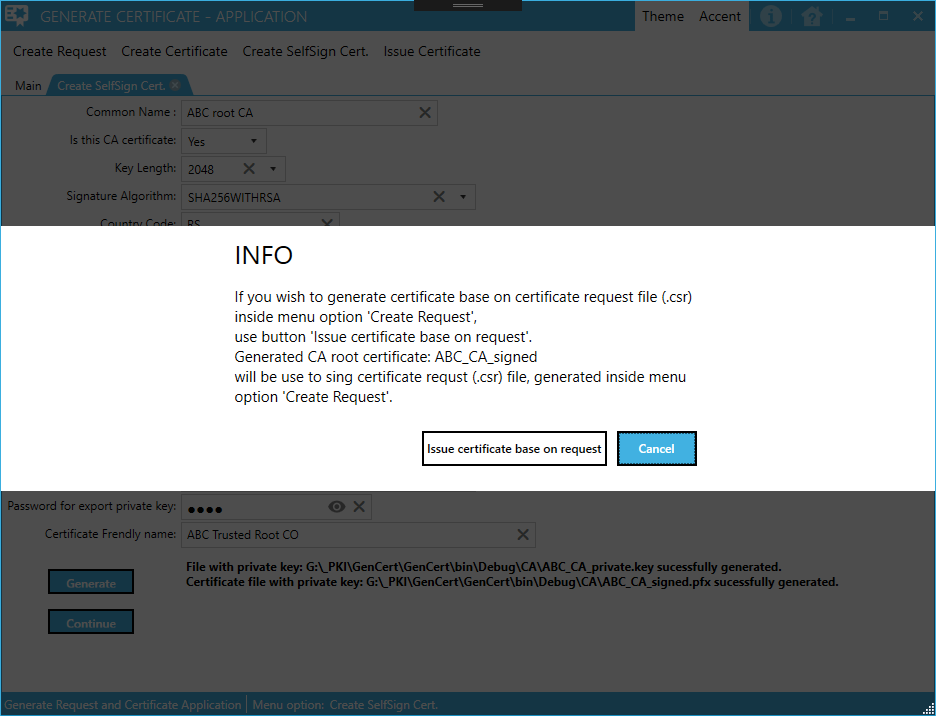 GENERATE CERTIFICATE - APPLICATION
Theme Accent
Create Request Create Certificate Create SelfSign Cert. Issue Certificate
Main Create SelfSign Cert.
Common Name : ABC root CA
Is this CA certificate: Yes
Key Length: 2048
Signature Algorithm: SHA256WITHRSA
Country Code: RS
INFO
If you wish to generate certificate base on certificate request file (.csr)
inside menu option 'Create Request',
use button 'Issue certificate base on request'.
Generated CA root certificate: ABC_CA_signed
will be use to sing certificate requst (.csr) file, generated inside menu
option 'Create Request'.
Issue certificate base on request Cancel
Password for export private key: ●●●●
Certificate Frendly name: ABC Trusted Root CO
File with private key: G:\_PKI\GenCert\GenCert\bin\Debug\CA\ABC_CA_private.key sucessfully generated.
Certificate file with private key: G:\_PKI\GenCert\GenCert\bin\Debug\CA\ABC_CA_signed.pfx sucessfully generated.
Generate
Continue
Generate Request and Certificate Application Menu option: Create SelfSign Cert.